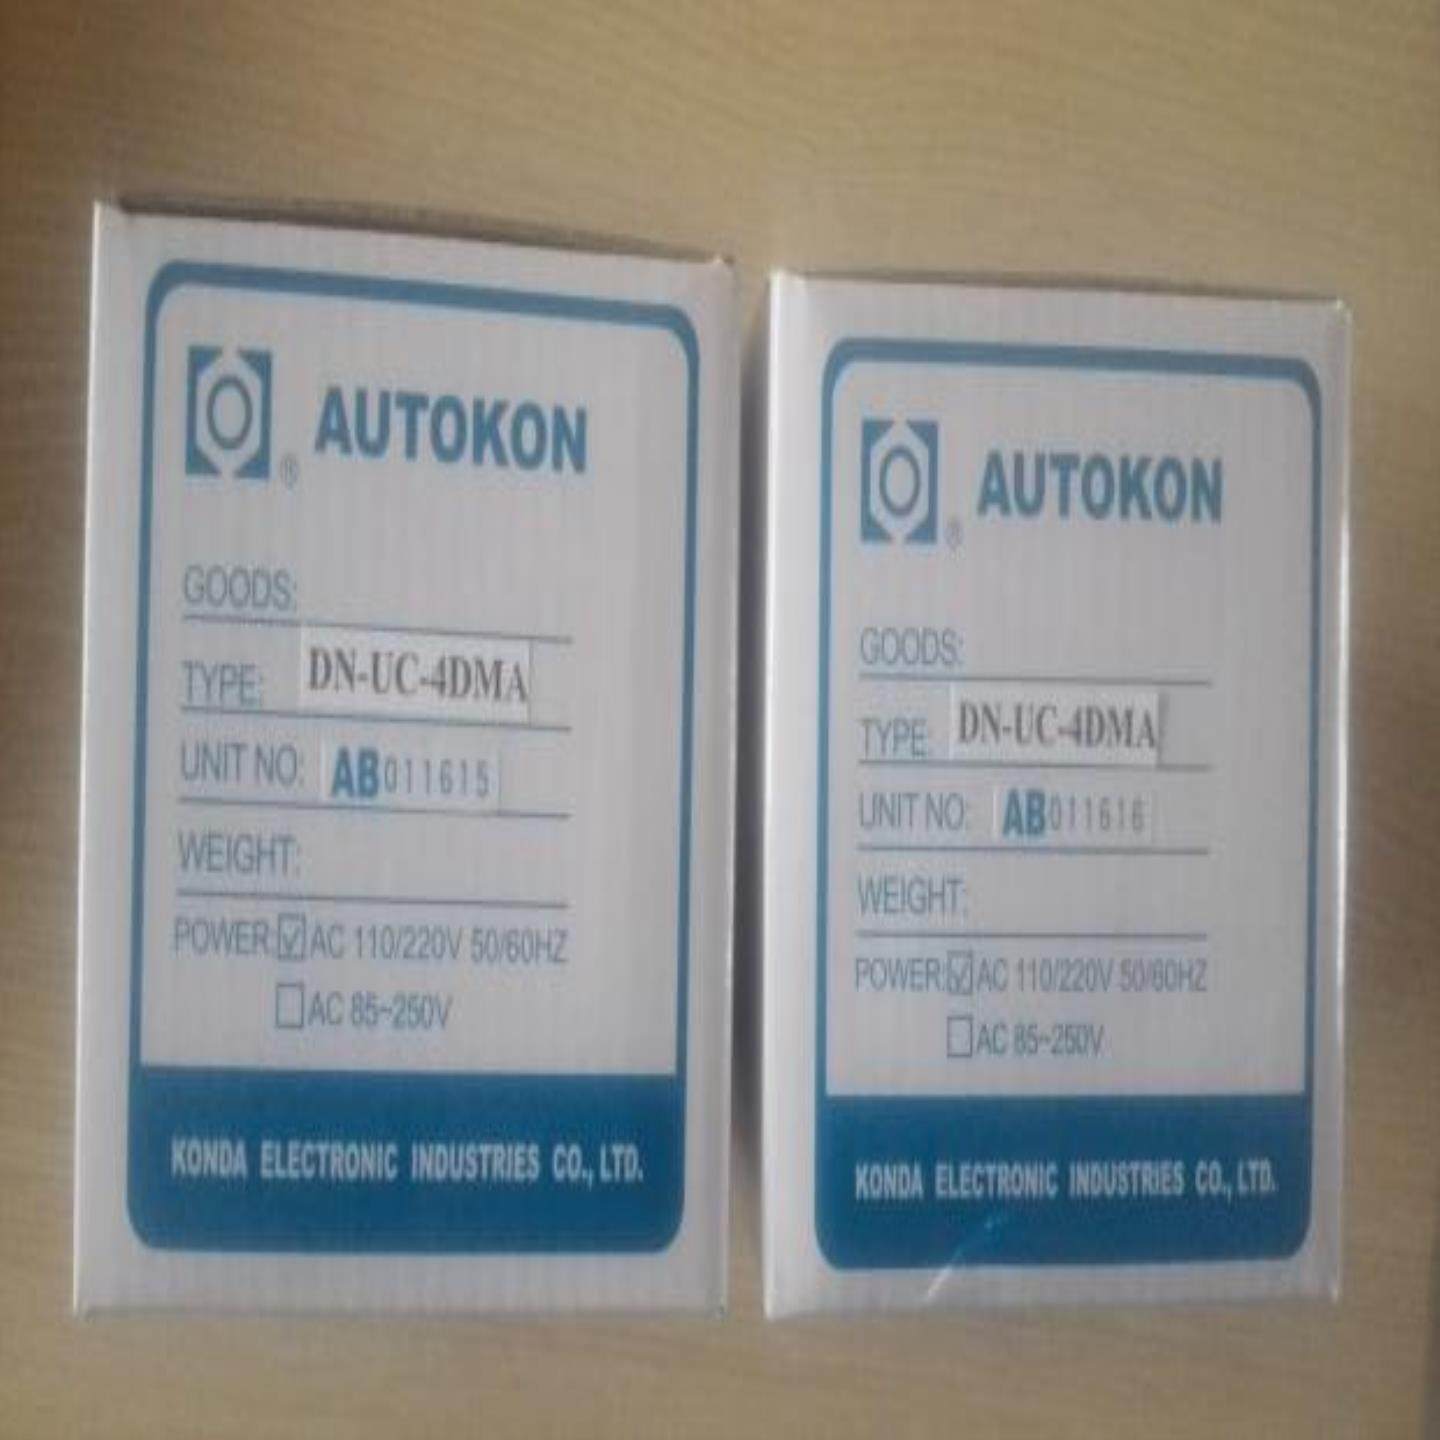 AUTOKON
®
GOODS:
TYPE: DN-UC-4DMA
UNIT NO: AB011615
WEIGHT:
POWER: AC 110/220V 50/60HZ
AC 85~250V
KONDA ELECTRONIC INDUSTRIES CO., LTD.
AUTOKON
®
GOODS:
TYPE: DN-UC-4DMA
UNIT NO: AB011616
WEIGHT:
POWER: AC 110/220V 50/60HZ
AC 85~250V
KONDA ELECTRONIC INDUSTRIES CO., LTD.